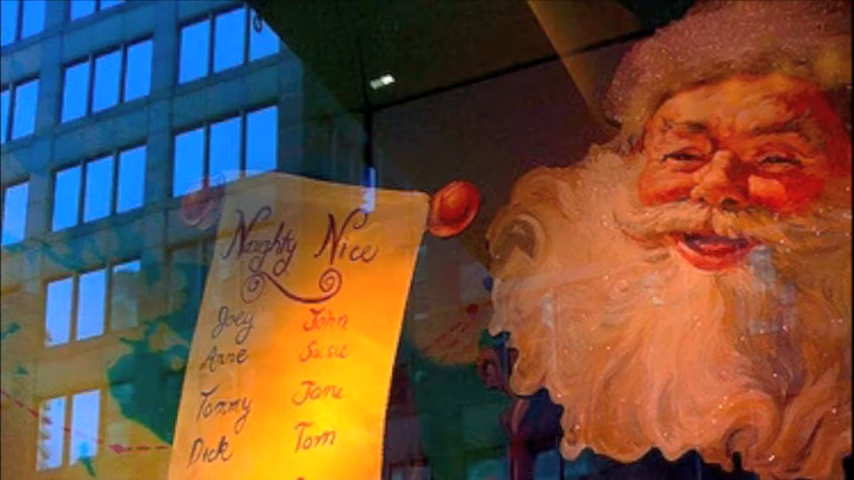 Naughty Nice
Joey John
Anne Susie
Tommy Jane
Dick Tom